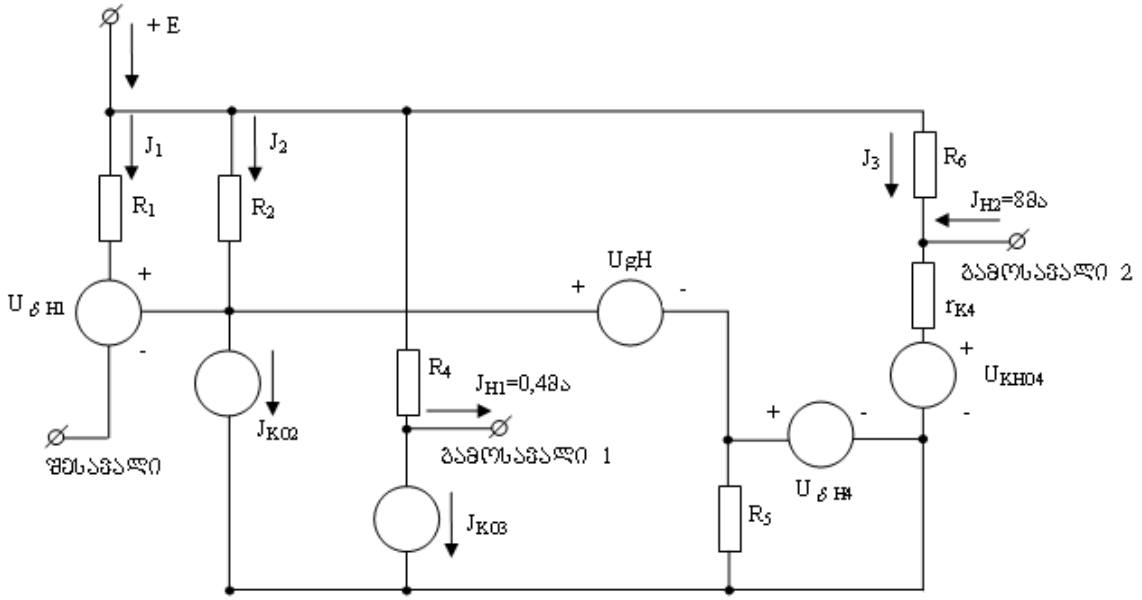 + E
J1
J2
J3
R6
R1
R2
JH2=8მა
გამოსავალი 2
UgH
+ -
+
U ბ H1
-
rK4
R4
JH1=0,4მა
+
UKH04
-
JK02
შესავალი
გამოსავალი 1
+ -
U ბ H4
R5
JK03